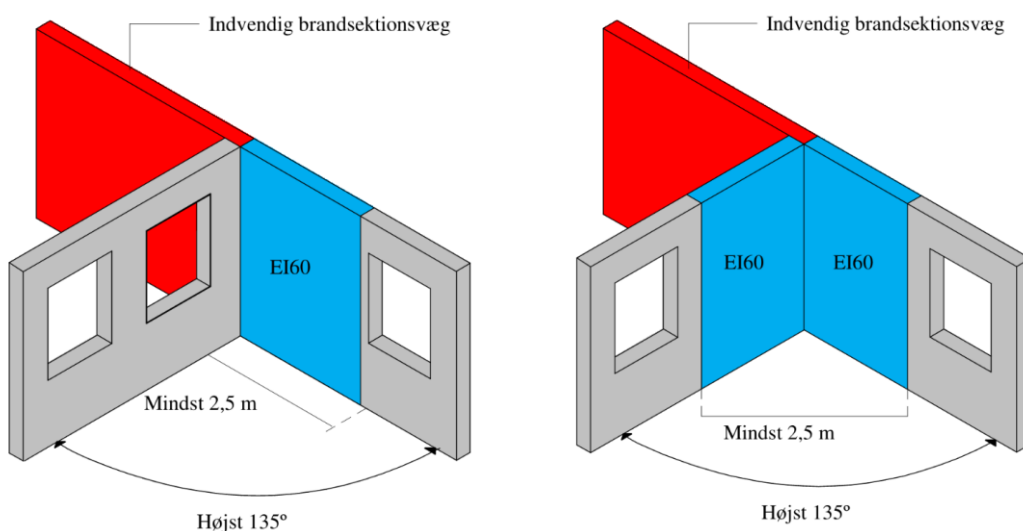 Indvendig brandsektionsvæg
EI60
Mindst 2,5 m
Højst 135º
Indvendig brandsektionsvæg
EI60
EI60
Mindst 2,5 m
Højst 135º